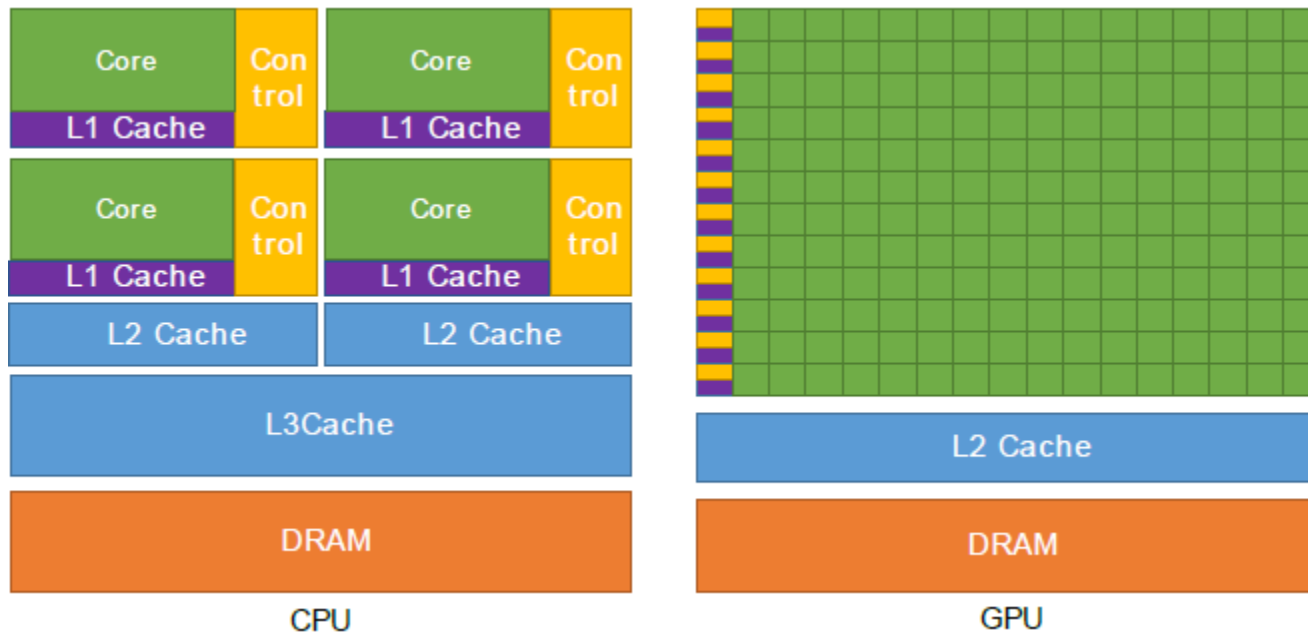 Core
Con
trol
L1 Cache
Core
Con
trol
L1 Cache
Core
Con
trol
L1 Cache
Core
Con
trol
L1 Cache
L2 Cache
L2 Cache
L3Cache
DRAM
CPU
L2 Cache
DRAM
GPU